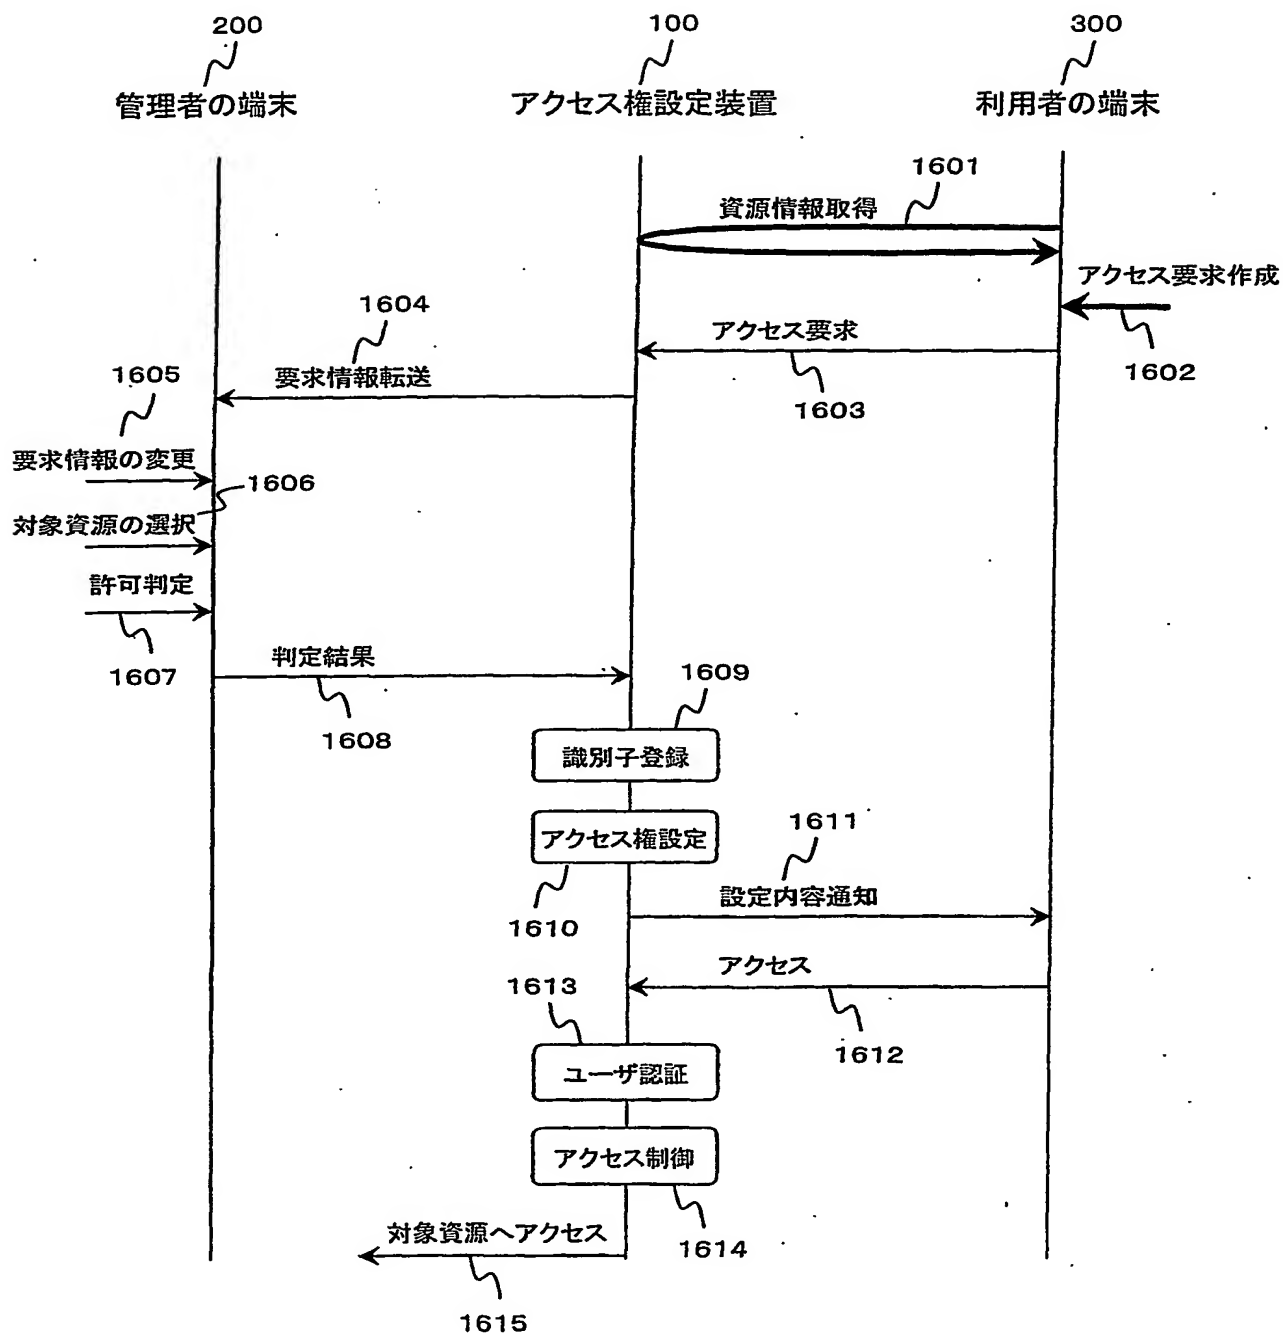 200
100
300
管理者の端末
アクセス権設定装置
利用者の端末
1601
資源情報取得
アクセス要求作成
1602
1604
アクセス要求
1603
要求情報転送
1605
要求情報の変更
1606
対象資源の選択
許可判定
1607
判定結果
1608
1609
識別子登録
アクセス権設定
1610
1611
設定内容通知
アクセス
1612
1613
ユーザ認証
アクセス制御
1614
対象資源へアクセス
1615